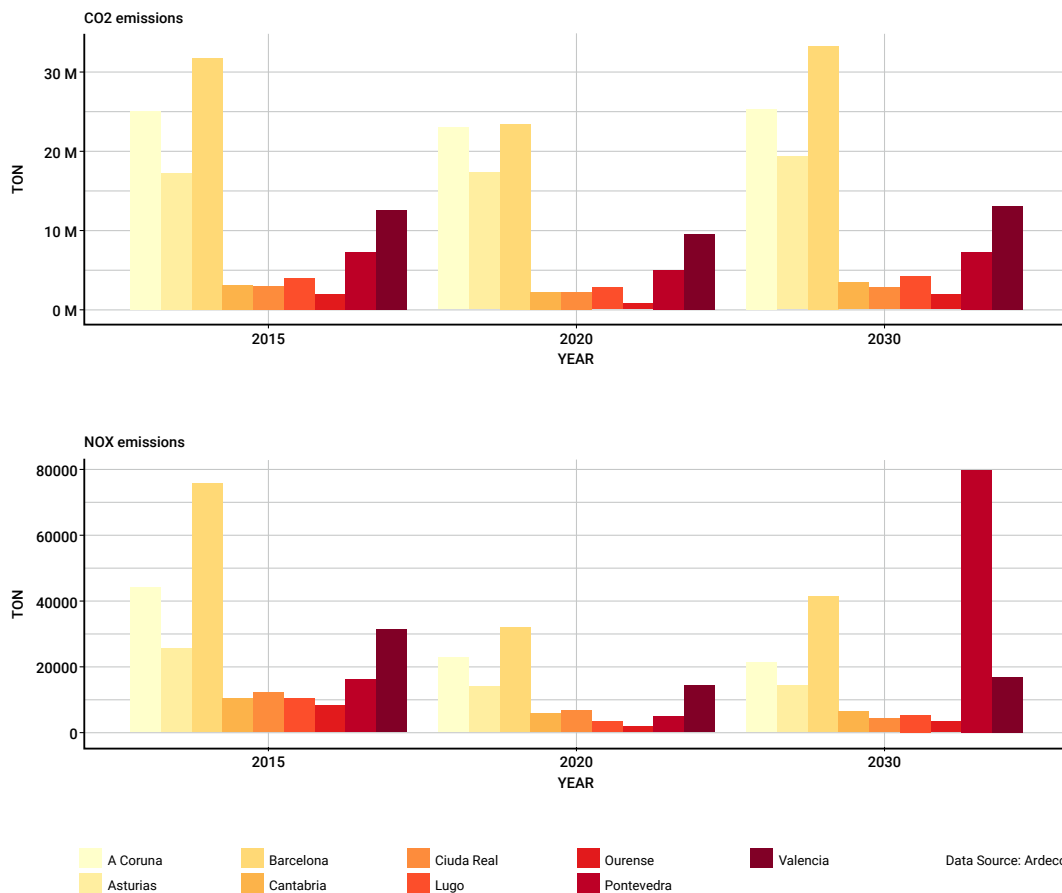 CO2 emissions
30 M
20 M
10 M
0 M
TON
2015 2020 2030
YEAR
NOX emissions
80000
60000
40000
20000
0
TON
2015 2020 2030
YEAR
A Coruna Barcelona Ciuda Real Ourense Valencia Data Source: Ardeco
Asturias Cantabria Lugo Pontevedra